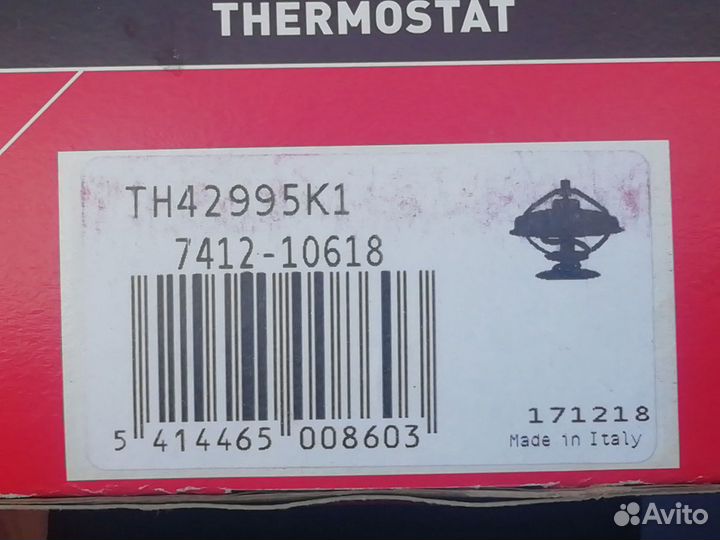 THERMOSTAT
TH42995K1
7412-10618
5 414465 008603
171218
Made in Italy
Avito